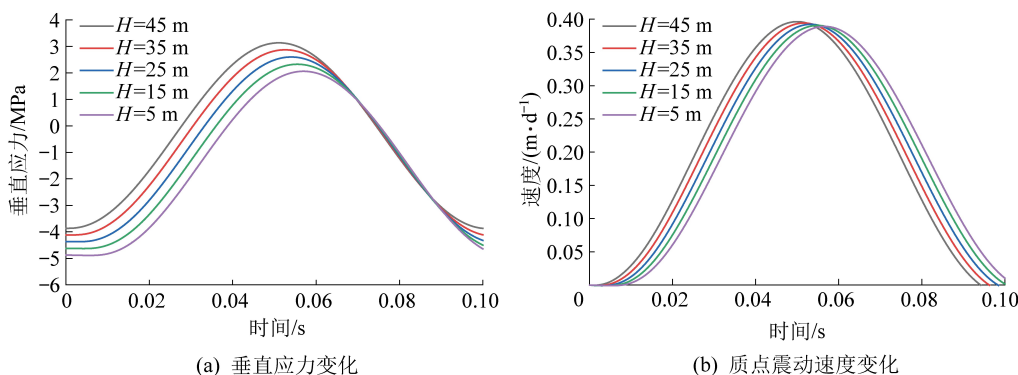 4
3
2
1
0
−1
−2
−3
−4
−5
−6
垂直应力/MPa
H=45 m
H=35 m
H=25 m
H=15 m
H=5 m
0
0.02
0.04
0.06
0.08
0.10
时间/s
(a) 垂直应力变化
0.40
0.35
0.30
0.25
0.20
0.15
0.10
0.05
速度/(m·d⁻¹)
H=45 m
H=35 m
H=25 m
H=15 m
H=5 m
0
0.02
0.04
0.06
0.08
0.10
时间/s
(b) 质点震动速度变化